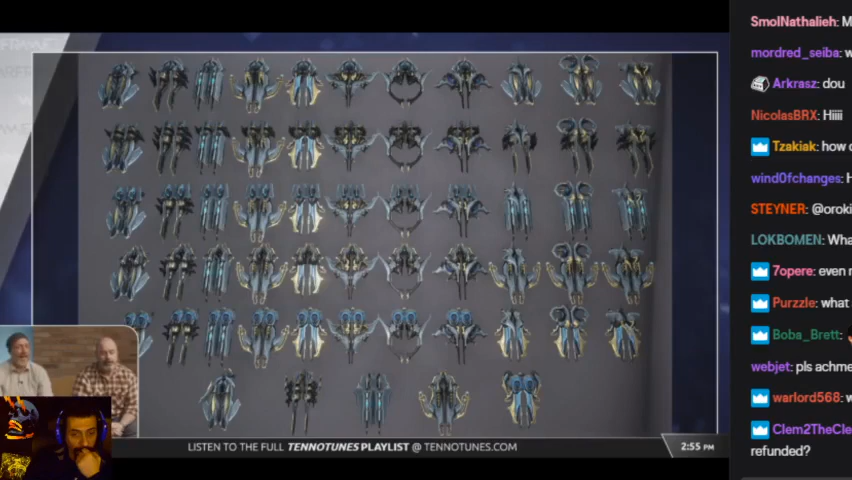 SmolNathalieh: M
mordred_seiba: w
Arkrasz: dou
NicolasBRX: Hiiii
Tzakiak: how c
wind0fchanges: H
STEYNER: @oroki
LOKBOMEN: Wha
7opere: even m
Purzzle: what
Boba_Brett:
webjet: pls achme
warlord568: w
Clem2TheCle
refunded?
LISTEN TO THE FULL TENNOTUNES PLAYLIST @ TENNOTUNES.COM
2:55 PM